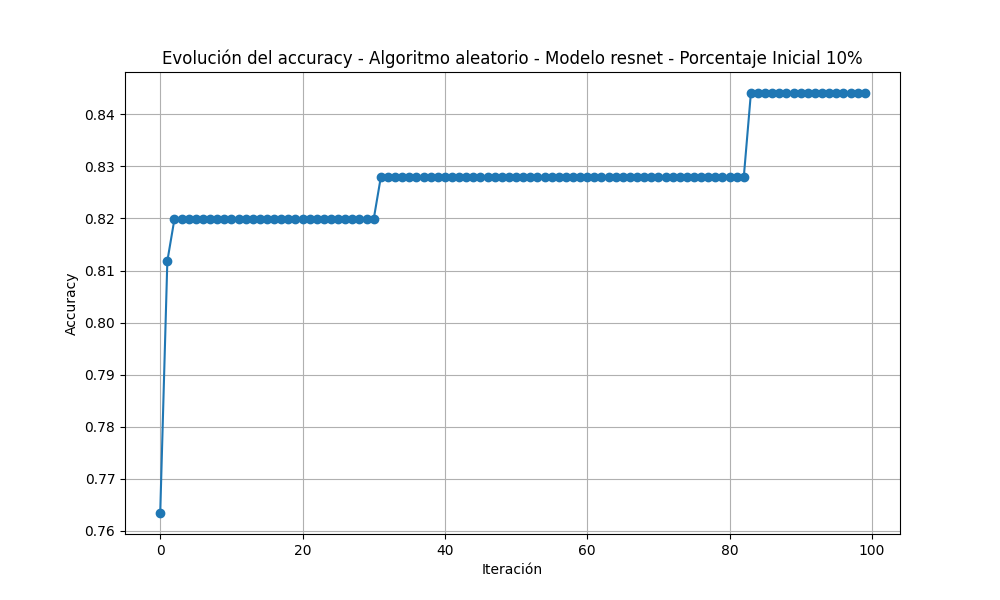 Evolución del accuracy - Algoritmo aleatorio - Modelo resnet - Porcentaje Inicial 10%
Accuracy
0.84
0.83
0.82
0.81
0.80
0.79
0.78
0.77
0.76
0 20 40 60 80 100
Iteración